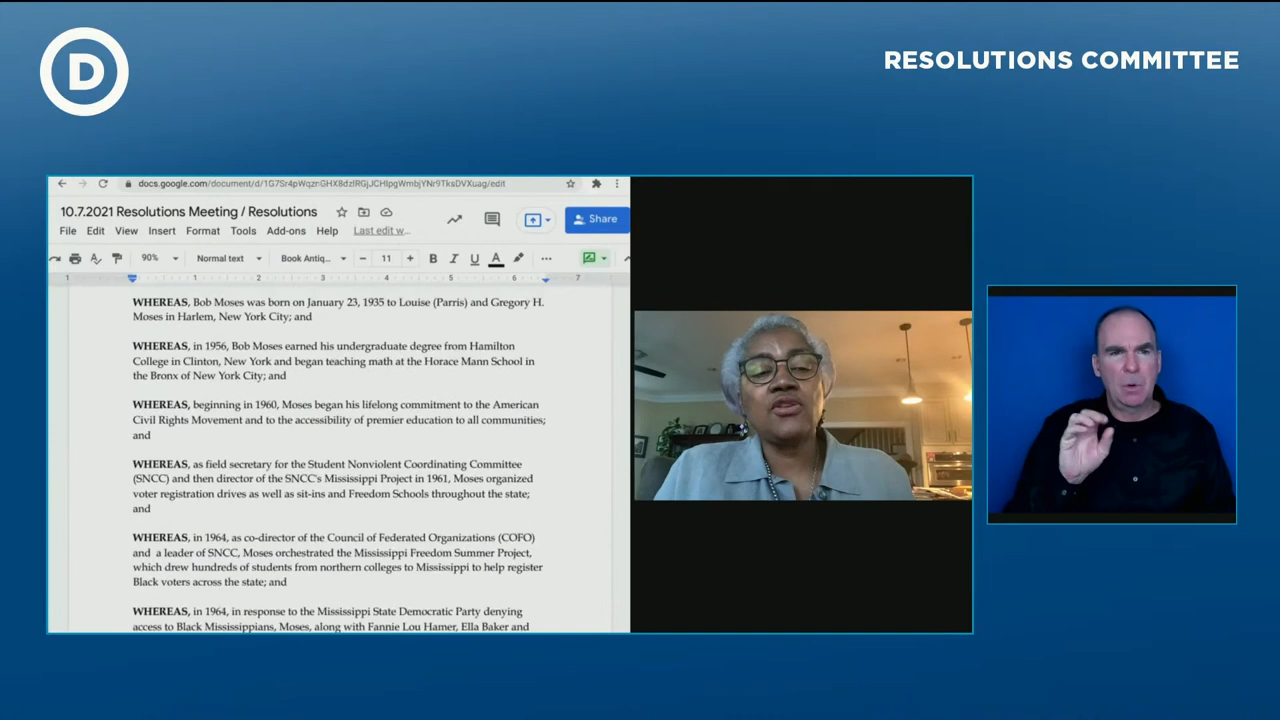 D
RESOLUTIONS COMMITTEE
10.7.2021 Resolutions Meeting / Resolutions
Share
File Edit View Insert Format Tools Add-ons Help Last edit w...
90% Normal text Book Antiq... − 11 + B I U A
1 1 2 3 4 5 6 7
WHEREAS, Bob Moses was born on January 23, 1935 to Louise (Parris) and Gregory H.
Moses in Harlem, New York City; and
WHEREAS, in 1956, Bob Moses earned his undergraduate degree from Hamilton
College in Clinton, New York and began teaching math at the Horace Mann School in
the Bronx of New York City; and
WHEREAS, beginning in 1960, Moses began his lifelong commitment to the American
Civil Rights Movement and to the accessibility of premier education to all communities;
and
WHEREAS, as field secretary for the Student Nonviolent Coordinating Committee
(SNCC) and then director of the SNCC's Mississippi Project in 1961, Moses organized
voter registration drives as well as sit-ins and Freedom Schools throughout the state;
and
WHEREAS, in 1964, as co-director of the Council of Federated Organizations (COFO)
and a leader of SNCC, Moses orchestrated the Mississippi Freedom Summer Project,
which drew hundreds of students from northern colleges to Mississippi to help register
Black voters across the state; and
WHEREAS, in 1964, in response to the Mississippi State Democratic Party denying
access to Black Mississippians, Moses, along with Fannie Lou Hamer, Ella Baker and